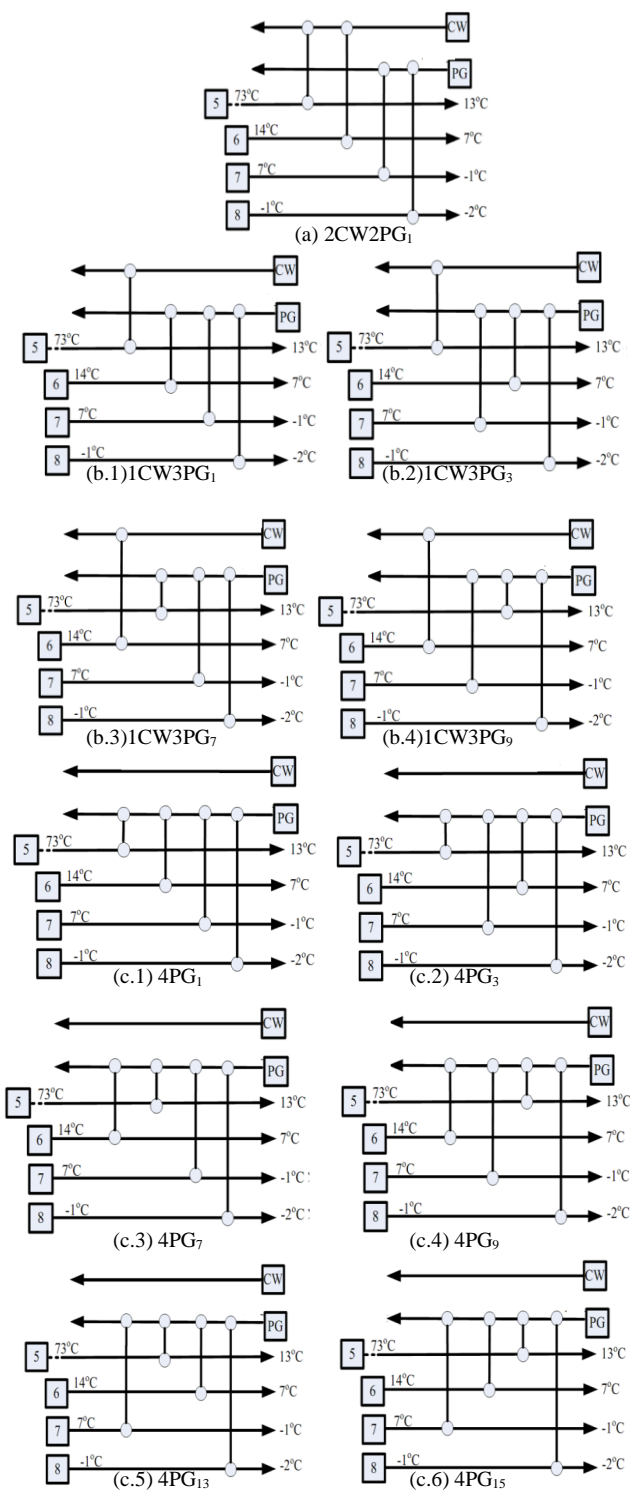 CW
PG
5 73°C 13°C
6 14°C 7°C
7 7°C -1°C
8 -1°C -2°C
(a) 2CW2PG₁
CW
PG
5 73°C 13°C
6 14°C 7°C
7 7°C -1°C
8 -1°C -2°C
(b.1)1CW3PG₁
CW
PG
5 73°C 13°C
6 14°C 7°C
7 7°C -1°C
8 -1°C -2°C
(b.2)1CW3PG₃
CW
PG
5 73°C 13°C
6 14°C 7°C
7 7°C -1°C
8 -1°C -2°C
(b.3)1CW3PG₇
CW
PG
5 73°C 13°C
6 14°C 7°C
7 7°C -1°C
8 -1°C -2°C
(b.4)1CW3PG₉
CW
PG
5 73°C 13°C
6 14°C 7°C
7 7°C -1°C
8 -1°C -2°C
(c.1) 4PG₁
CW
PG
5 73°C 13°C
6 14°C 7°C
7 7°C -1°C
8 -1°C -2°C
(c.2) 4PG₃
CW
PG
5 73°C 13°C
6 14°C 7°C
7 7°C -1°C
8 -1°C -2°C
(c.3) 4PG₇
CW
PG
5 73°C 13°C
6 14°C 7°C
7 7°C -1°C
8 -1°C -2°C
(c.4) 4PG₉
CW
PG
5 73°C 13°C
6 14°C 7°C
7 7°C -1°C
8 -1°C -2°C
(c.5) 4PG₁₃
CW
PG
5 73°C 13°C
6 14°C 7°C
7 7°C -1°C
8 -1°C -2°C
(c.6) 4PG₁₅